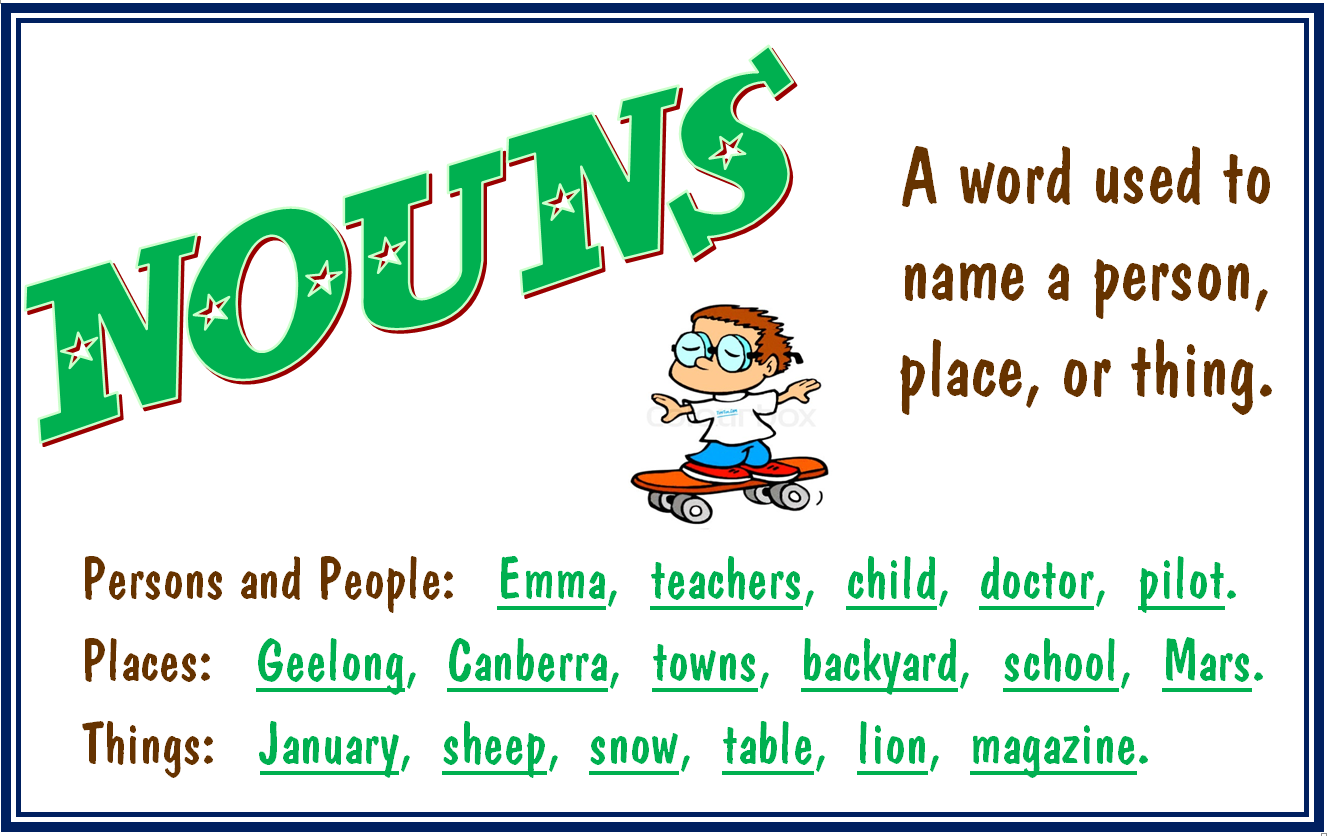 NOUNS
A word used to
name a person,
place, or thing.
Persons and People: Emma, teachers, child, doctor, pilot.
Places: Geelong, Canberra, towns, backyard, school, Mars.
Things: January, sheep, snow, table, lion, magazine.